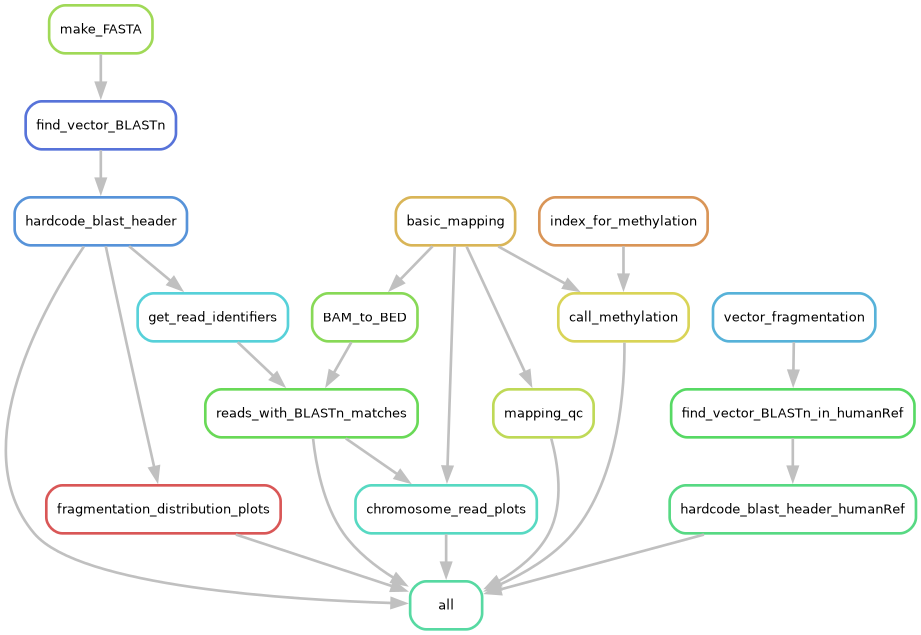 make_FASTA
find_vector_BLASTn
hardcode_blast_header
basic_mapping
index_for_methylation
get_read_identifiers
BAM_to_BED
call_methylation
vector_fragmentation
reads_with_BLASTn_matches
mapping_qc
find_vector_BLASTn_in_humanRef
fragmentation_distribution_plots
chromosome_read_plots
hardcode_blast_header_humanRef
all